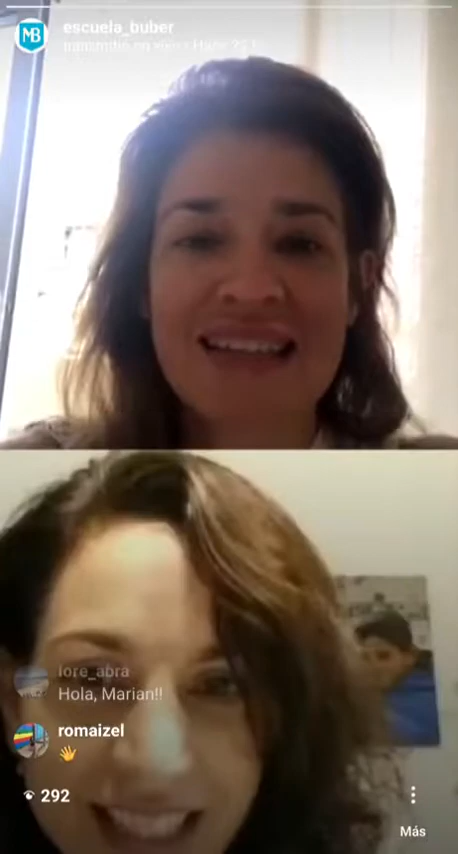 MB
escuela_buber
lore_abra
Hola, Marian!!
romaizel
👋
292
Más